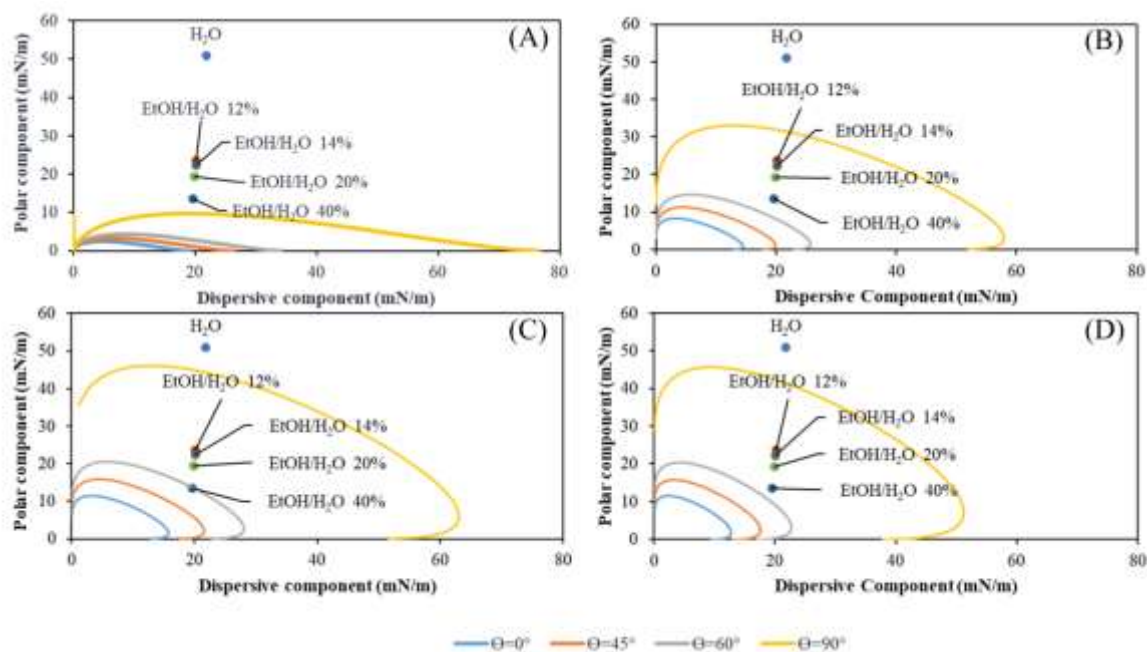 (A)
60
50
40
30
20
10
0
Polar component (mN/m)
H₂O
EtOH/H₂O 12%
EtOH/H₂O 14%
EtOH/H₂O 20%
EtOH/H₂O 40%
0 20 40 60 80
Dispersive component (mN/m)
(B)
60
50
40
30
20
10
0
Polar component (mN/m)
H₂O
EtOH/H₂O 12%
EtOH/H₂O 14%
EtOH/H₂O 20%
EtOH/H₂O 40%
0 20 40 60 80
Dispersive Component (mN/m)
(C)
60
50
40
30
20
10
0
Polar component (mN/m)
H₂O
EtOH/H₂O 12%
EtOH/H₂O 14%
EtOH/H₂O 20%
EtOH/H₂O 40%
0 20 40 60 80
Dispersive component (mN/m)
(D)
60
50
40
30
20
10
0
Polar component (mN/m)
H₂O
EtOH/H₂O 12%
EtOH/H₂O 14%
EtOH/H₂O 20%
EtOH/H₂O 40%
0 20 40 60 80
Dispersive Component (mN/m)
Θ=0° Θ=45° Θ=60° Θ=90°